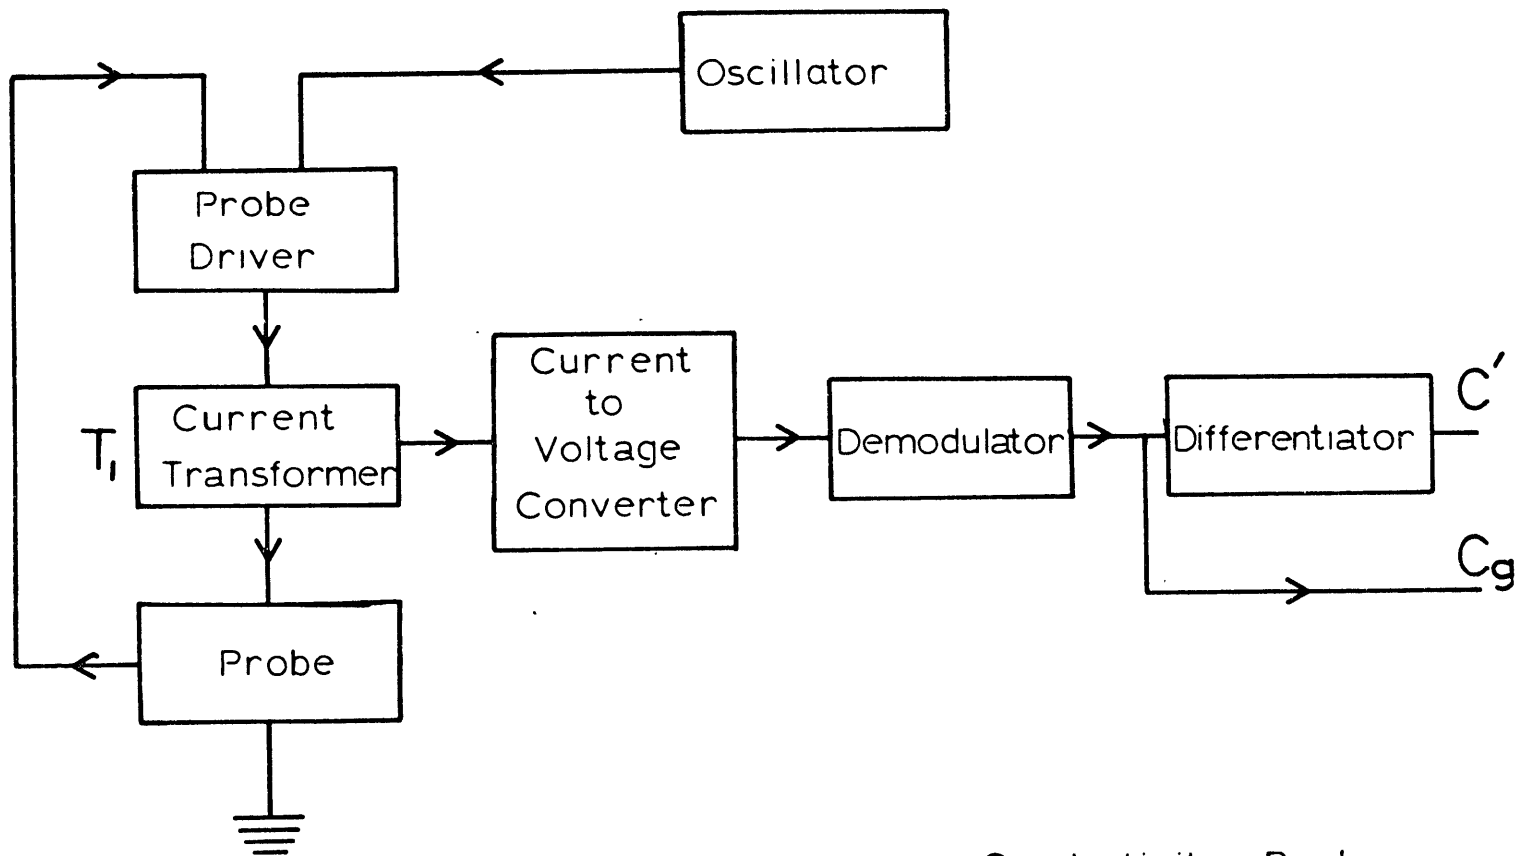 Oscillator
Probe
Driver
T₁
Current
Transformer
Current
to
Voltage
Converter
Demodulator
Differentiator
C′
Cg
Probe